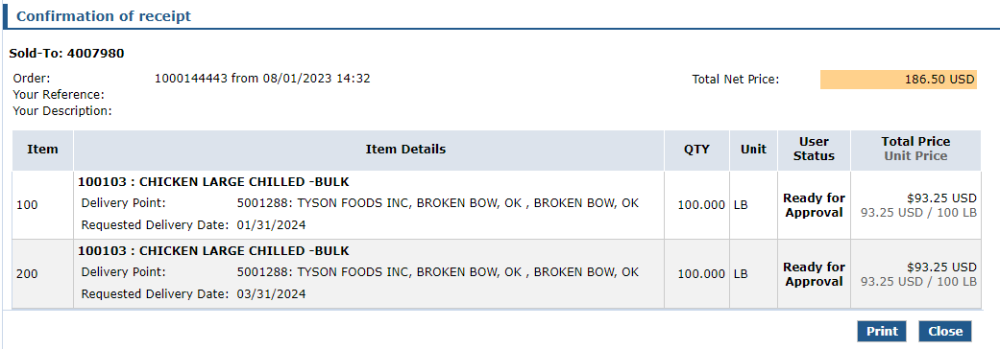 Confirmation of receipt
Sold-To: 4007980
Order: 1000144443 from 08/01/2023 14:32 Total Net Price: 186.50 USD
Your Reference:
Your Description:
Item Item Details QTY Unit User Status Total Price Unit Price
100103 : CHICKEN LARGE CHILLED -BULK
100 Delivery Point: 5001288: TYSON FOODS INC, BROKEN BOW, OK , BROKEN BOW, OK 100.000 LB Ready for Approval $93.25 USD 93.25 USD / 100 LB
Requested Delivery Date: 01/31/2024
100103 : CHICKEN LARGE CHILLED -BULK
200 Delivery Point: 5001288: TYSON FOODS INC, BROKEN BOW, OK , BROKEN BOW, OK 100.000 LB Ready for Approval $93.25 USD 93.25 USD / 100 LB
Requested Delivery Date: 03/31/2024
Print Close